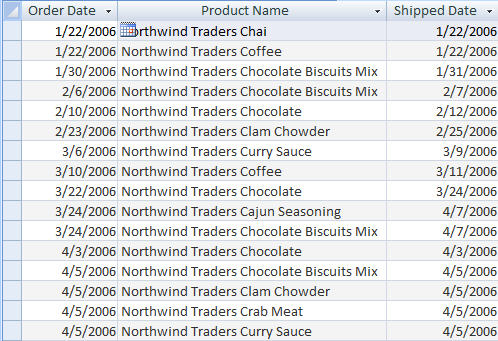 Order Date Product Name Shipped Date
1/22/2006 Northwind Traders Chai 1/22/2006
1/22/2006 Northwind Traders Coffee 1/22/2006
1/30/2006 Northwind Traders Chocolate Biscuits Mix 1/31/2006
2/6/2006 Northwind Traders Chocolate Biscuits Mix 2/7/2006
2/10/2006 Northwind Traders Chocolate 2/12/2006
2/23/2006 Northwind Traders Clam Chowder 2/25/2006
3/6/2006 Northwind Traders Curry Sauce 3/9/2006
3/10/2006 Northwind Traders Coffee 3/11/2006
3/22/2006 Northwind Traders Chocolate 3/24/2006
3/24/2006 Northwind Traders Cajun Seasoning 4/7/2006
3/24/2006 Northwind Traders Chocolate Biscuits Mix 4/7/2006
4/3/2006 Northwind Traders Chocolate 4/3/2006
4/5/2006 Northwind Traders Chocolate Biscuits Mix 4/5/2006
4/5/2006 Northwind Traders Clam Chowder 4/5/2006
4/5/2006 Northwind Traders Crab Meat 4/5/2006
4/5/2006 Northwind Traders Curry Sauce 4/5/2006